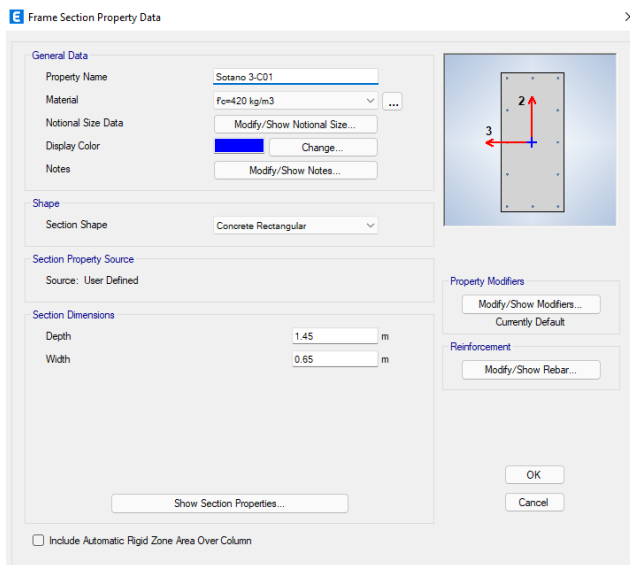 E Frame Section Property Data
General Data
Property Name Sotano 3-C01
Material f'c=420 kg/m3 ...
Notional Size Data Modify/Show Notional Size...
Display Color Change...
Notes Modify/Show Notes...
2
3
Shape
Section Shape Concrete Rectangular
Section Property Source
Source: User Defined
Property Modifiers
Modify/Show Modifiers...
Currently Default
Section Dimensions
Depth 1.45 m
Width 0.65 m
Reinforcement
Modify/Show Rebar...
OK
Show Section Properties...
Cancel
Include Automatic Rigid Zone Area Over Column